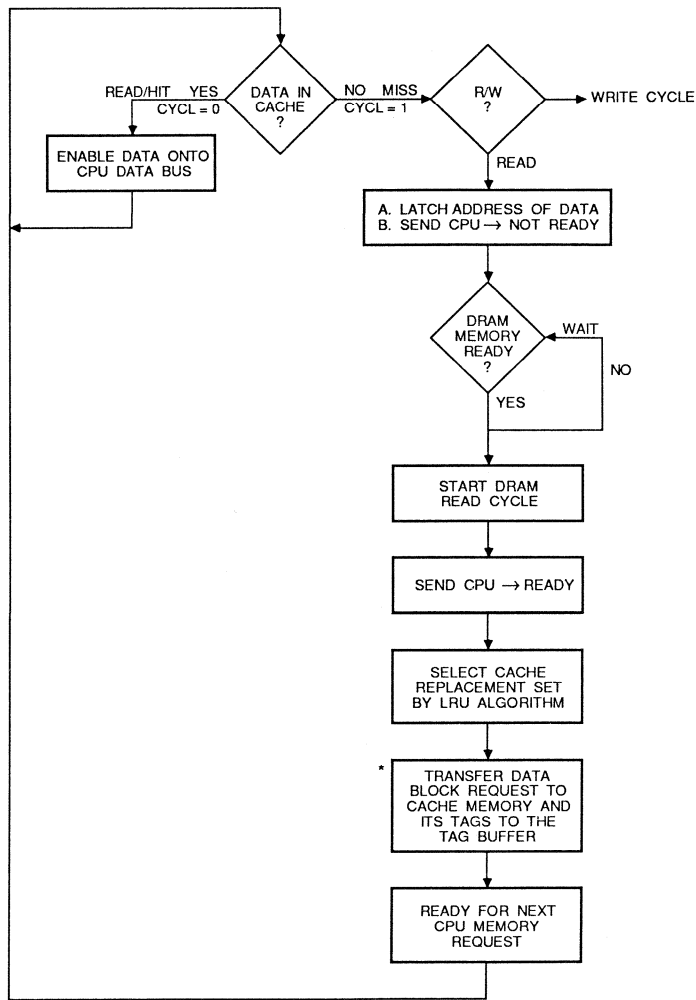 DATA IN
CACHE
?
READ/HIT YES
CYCL = 0
NO MISS
CYCL = 1
R/W
?
WRITE CYCLE
READ
ENABLE DATA ONTO
CPU DATA BUS
A. LATCH ADDRESS OF DATA
B. SEND CPU → NOT READY
DRAM
MEMORY
READY
?
WAIT
NO
YES
START DRAM
READ CYCLE
SEND CPU → READY
SELECT CACHE
REPLACEMENT SET
BY LRU ALGORITHM
*
TRANSFER DATA
BLOCK REQUEST TO
CACHE MEMORY AND
ITS TAGS TO THE
TAG BUFFER
READY FOR NEXT
CPU MEMORY
REQUEST